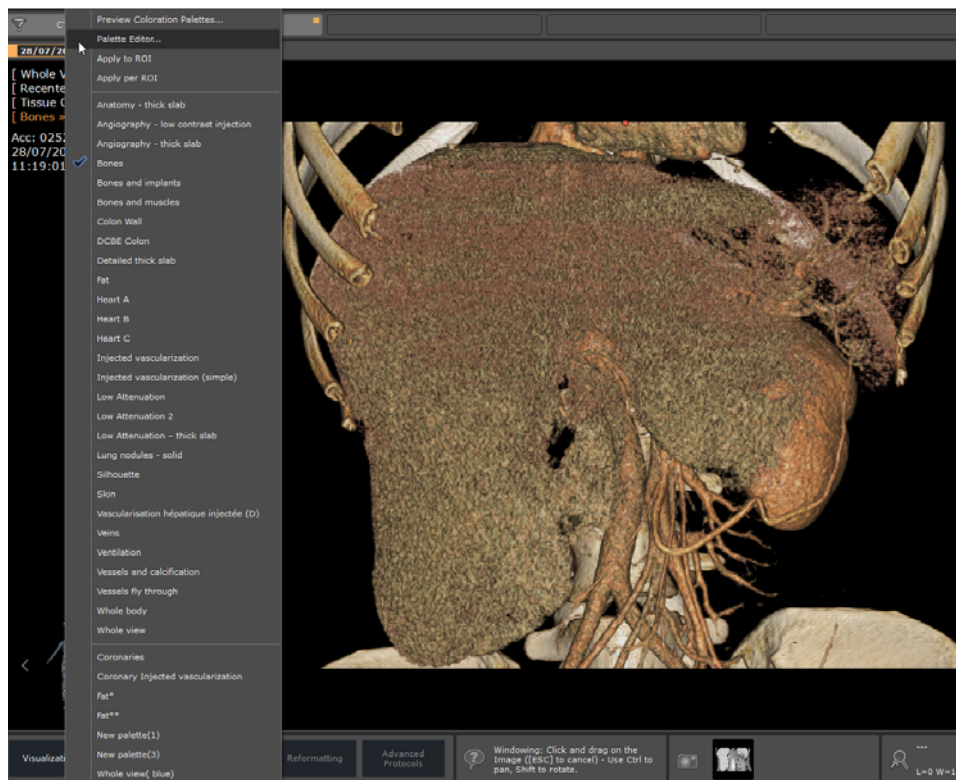 Preview Coloration Palettes...
Palette Editor...
Apply to ROI
Apply per ROI
Anatomy - thick slab
Angiography - low contrast injection
Angiography - thick slab
Bones
Bones and implants
Bones and muscles
Colon Wall
DCBE Colon
Detailed thick slab
Fat
Heart A
Heart B
Heart C
Injected vascularization
Injected vascularization (simple)
Low Attenuation
Low Attenuation 2
Low Attenuation – thick slab
Lung nodules - solid
Silhouette
Skin
Vascularisation hépatique injectée (D)
Veins
Ventilation
Vessels and calcification
Vessels fly through
Whole body
Whole view
Coronaries
Coronary Injected vascularization
Fat*
Fat**
New palette(1)
New palette(3)
Whole view( blue)
28/07/20
[ Whole V
[ Recente
[ Tissue
[ Bones »
Acc: 025
28/07/20
11:19:01
Visualizati
Reformatting
Advanced
Protocols
Windowing: Click and drag on the
Image ([ESC] to cancel) - Use Ctrl to
pan, Shift to rotate.
L=0 W=1